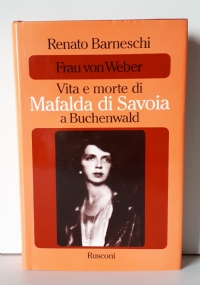 Renato Barneschi
Frau von Weber
Vita e morte di
Mafalda di Savoia
a Buchenwald
Rusconi